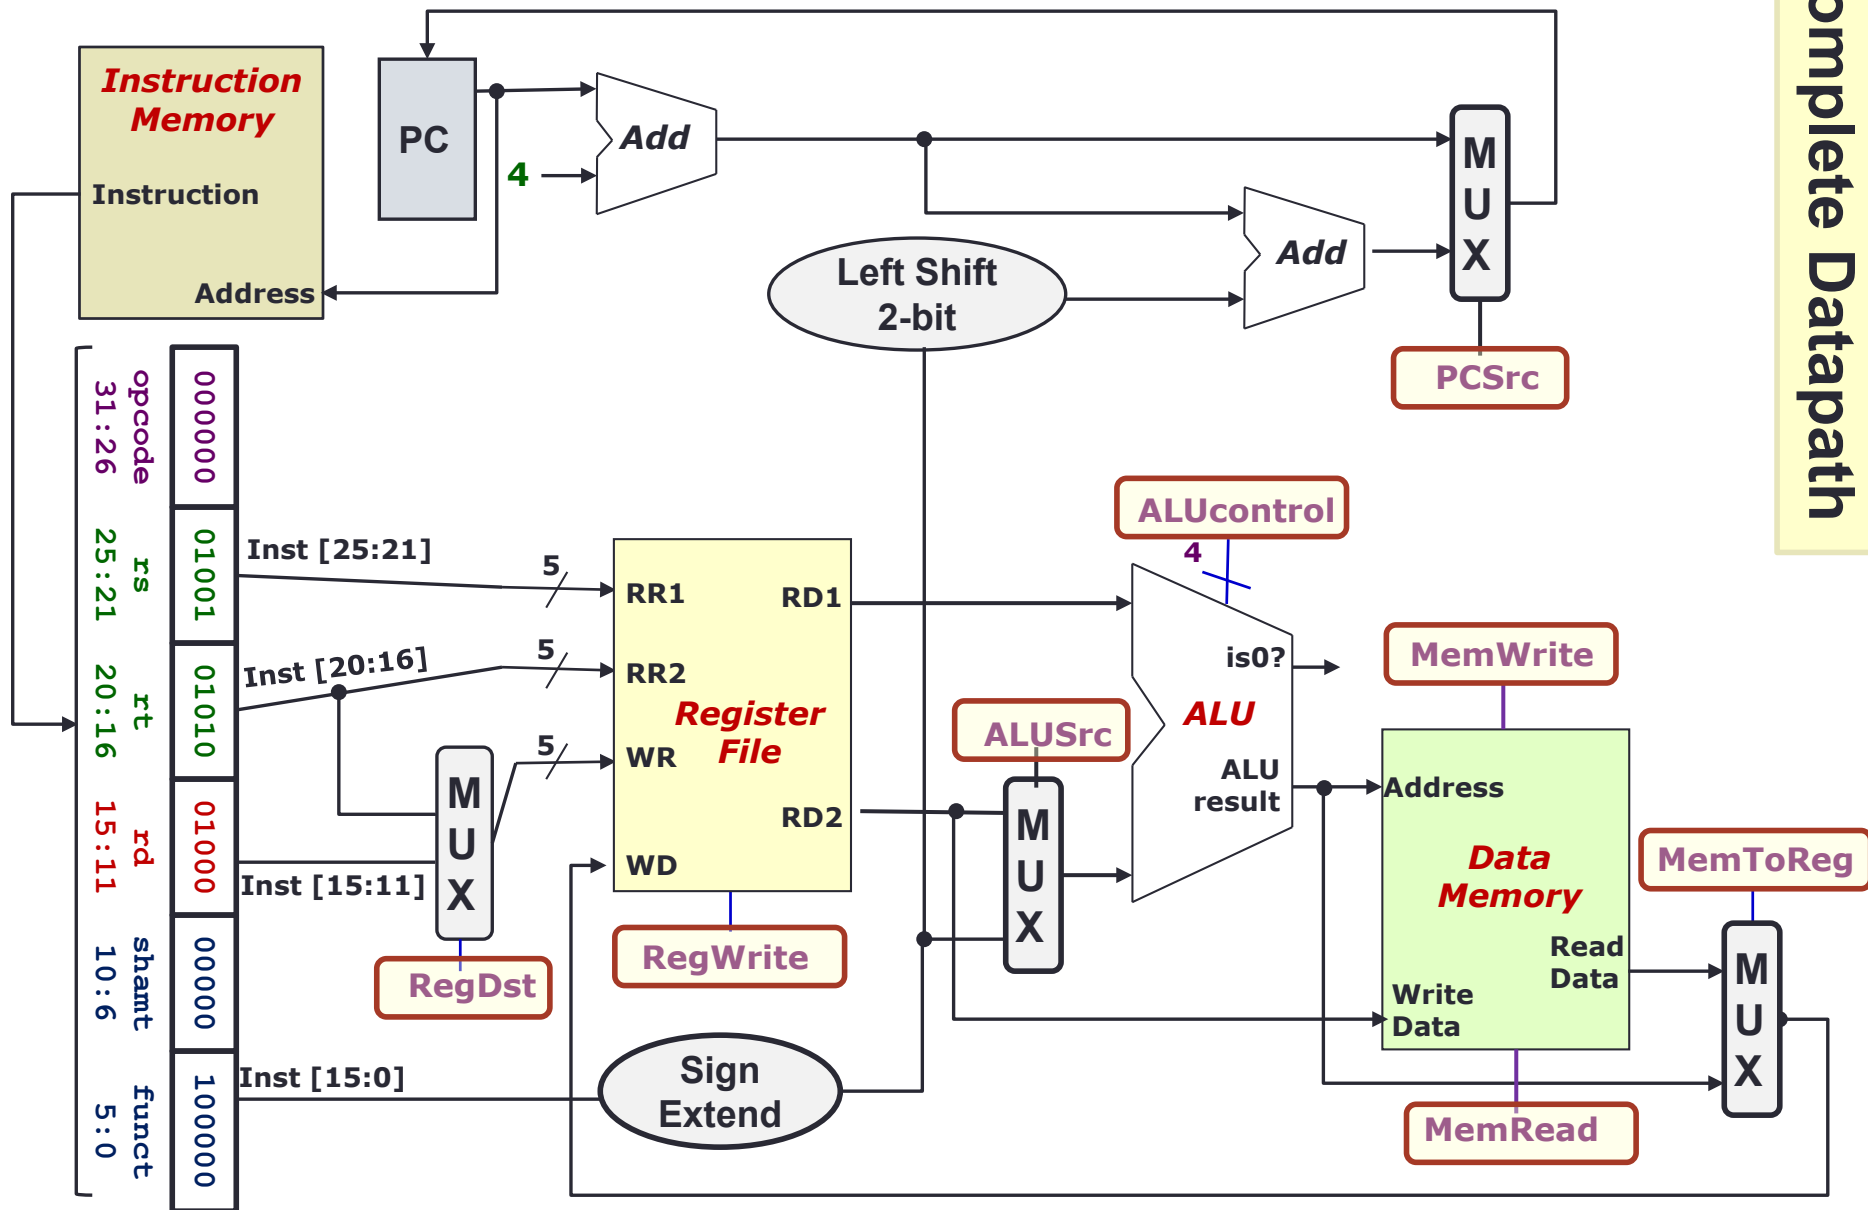 omplete Datapath
Instruction
Memory
Instruction
Address
PC
4
Add
Add
M
U
X
PCSrc
Left Shift
2-bit
opcode
31:26
000000
rs
25:21
01001
rt
20:16
01010
rd
15:11
01000
shamt
10:6
00000
funct
5:0
100000
Inst [25:21]
5
Inst [20:16]
5
5
Inst [15:11]
M
U
X
RegDst
Inst [15:0]
Sign
Extend
RR1
RD1
RR2
Register
File
WR
RD2
WD
RegWrite
ALUSrc
M
U
X
ALUcontrol
4
is0?
ALU
ALU
result
MemWrite
Address
Data
Memory
Read
Data
Write
Data
MemRead
MemToReg
M
U
X